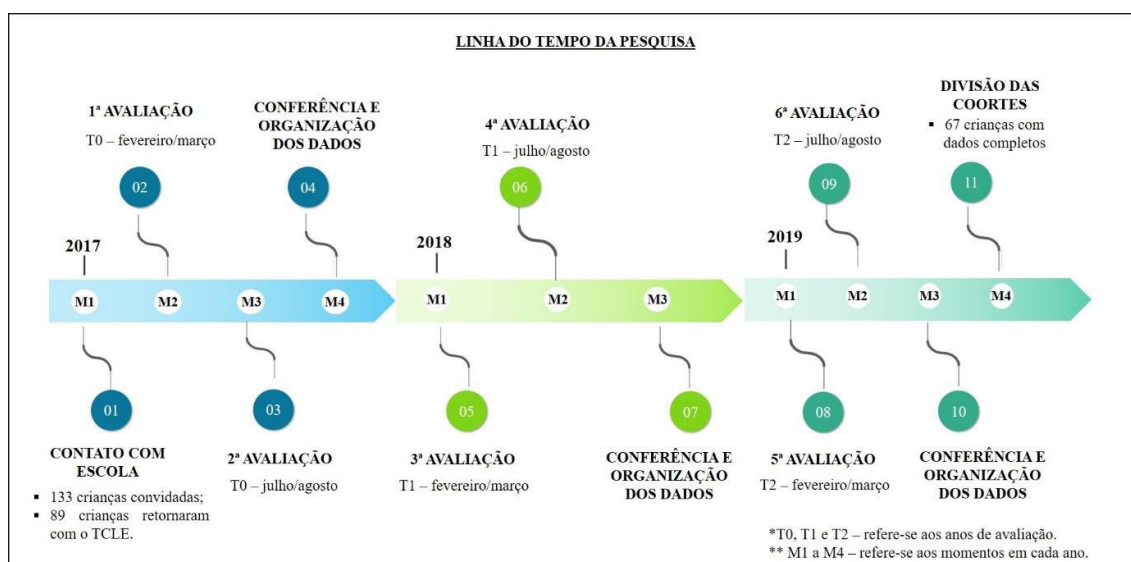 LINHA DO TEMPO DA PESQUISA
1ª AVALIAÇÃO
T0 – fevereiro/março
02
CONFERÊNCIA E
ORGANIZAÇÃO
DOS DADOS
04
4ª AVALIAÇÃO
T1 – julho/agosto
06
6ª AVALIAÇÃO
T2 – julho/agosto
09
DIVISÃO DAS
COORTES
▪ 67 crianças com
dados completos
11
2017
2018
2019
M1
M2
M3
M4
M1
M2
M3
M1
M2
M3
M4
01
CONTATO COM
ESCOLA
▪ 133 crianças convidadas;
▪ 89 crianças retornaram
com o TCLE.
03
2ª AVALIAÇÃO
T0 – julho/agosto
05
3ª AVALIAÇÃO
T1 – fevereiro/março
07
CONFERÊNCIA E
ORGANIZAÇÃO
DOS DADOS
08
5ª AVALIAÇÃO
T2 – fevereiro/março
10
CONFERÊNCIA E
ORGANIZAÇÃO
DOS DADOS
*T0, T1 e T2 – refere-se aos anos de avaliação.
** M1 a M4 – refere-se aos momentos em cada ano.